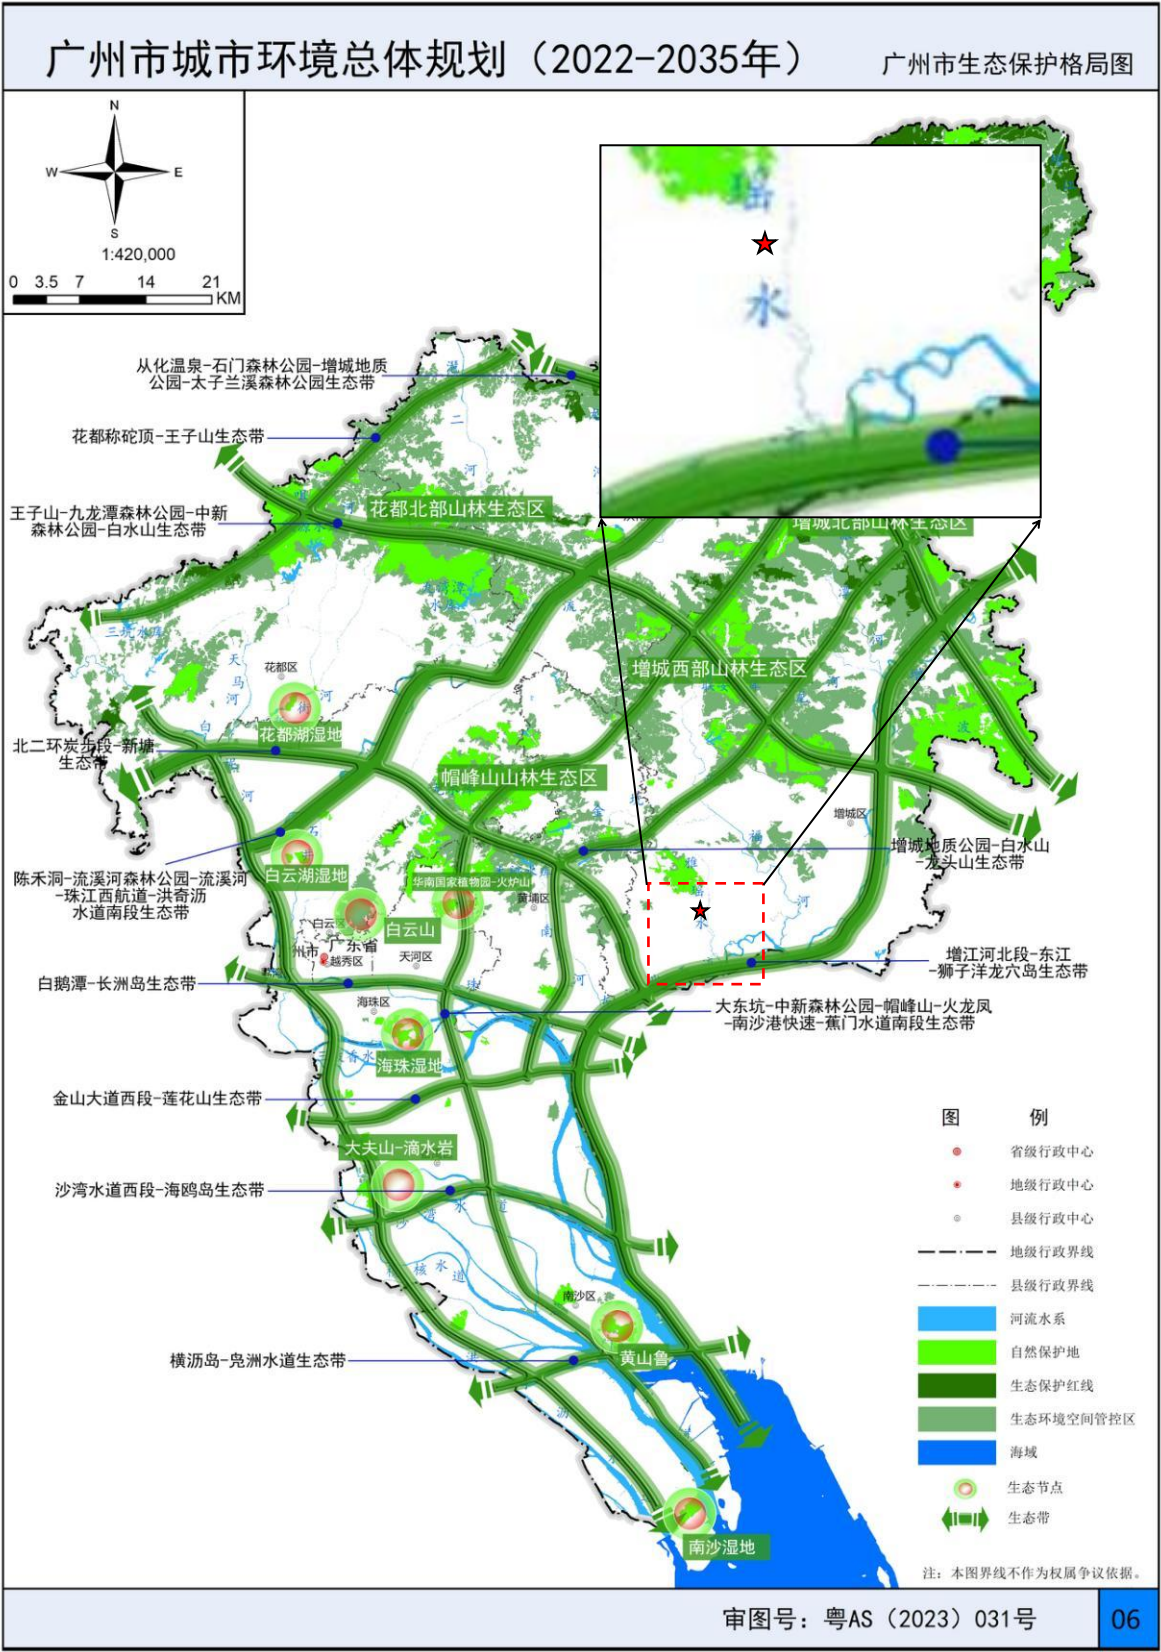 广州市城市环境总体规划（2022-2035年）
广州市生态保护格局图
N
W
E
S
1:420,000
0 3.5 7 14 21
KM
瑶
水
从化温泉-石门森林公园-增城地质
公园-太子兰溪森林公园生态带
花都称砣顶-王子山生态带
王子山-九龙潭森林公园-中新
森林公园-白水山生态带
花都北部山林生态区
增城北部山林生态区
增城西部山林生态区
三坑水库
天
马
河
花都区
花都湖湿地
北二环炭步段-新塘
生态带
帽峰山山林生态区
增城区
增城地质公园-白水山
-龙头山生态带
白云湖湿地
陈禾洞-流溪河森林公园-流溪河
-珠江西航道-洪奇沥
水道南段生态带
华南国家植物园-火炉山
黄埔区
白云区
白云山
广东省
州市
越秀区
天河区
增江河北段-东江
-狮子洋龙穴岛生态带
白鹅潭-长洲岛生态带
海珠区
大东坑-中新森林公园-帽峰山-火龙凤
-南沙港快速-蕉门水道南段生态带
海珠湿地
金山大道西段-莲花山生态带
大夫山-滴水岩
沙湾水道西段-海鸥岛生态带
沙
湾
水
道
南沙区
黄山鲁
横沥岛-凫洲水道生态带
南沙湿地
图 例
省级行政中心
地级行政中心
县级行政中心
地级行政界线
县级行政界线
河流水系
自然保护地
生态保护红线
生态环境空间管控区
海域
生态节点
生态带
注：本图界线不作为权属争议依据。
审图号：粤AS（2023）031号
06